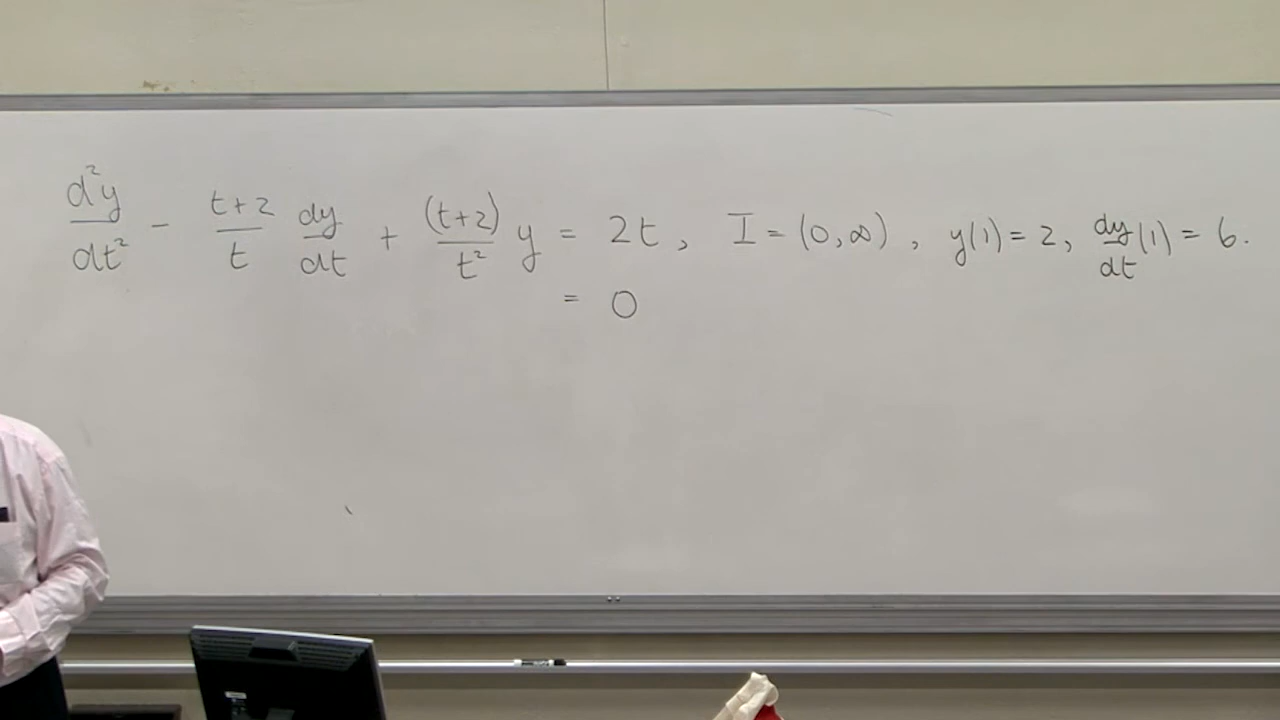 d²y/dt² - t+2/t dy/dt + (t+2)/t² y = 2t, I = (0,∞), y(1) = 2, dy/dt(1) = 6.
= 0